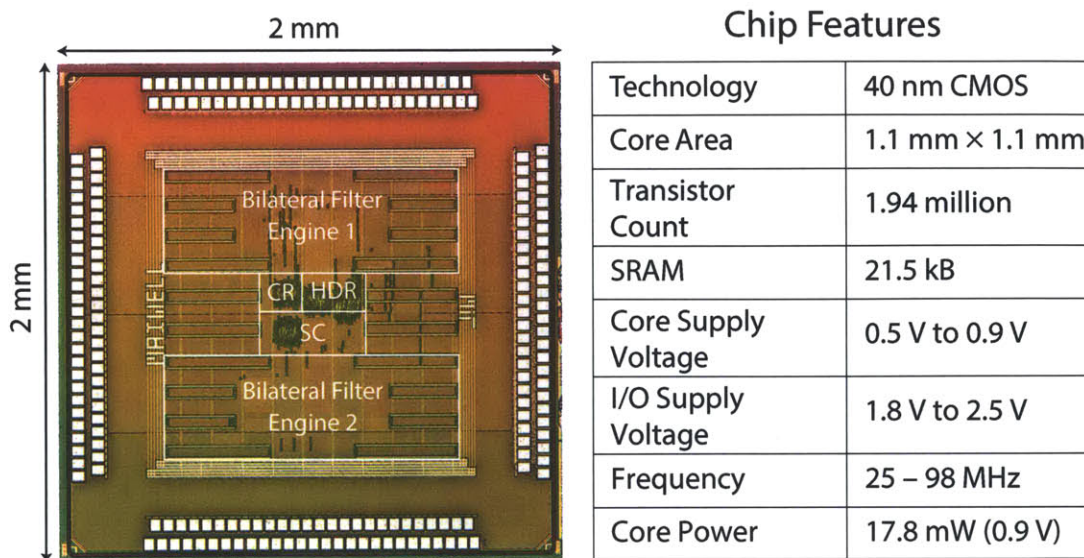 2 mm
2 mm
Bilateral Filter
Engine 1
CR
HDR
SC
Bilateral Filter
Engine 2
Chip Features
Technology
40 nm CMOS
Core Area
1.1 mm × 1.1 mm
Transistor
Count
1.94 million
SRAM
21.5 kB
Core Supply
Voltage
0.5 V to 0.9 V
I/O Supply
Voltage
1.8 V to 2.5 V
Frequency
25 – 98 MHz
Core Power
17.8 mW (0.9 V)